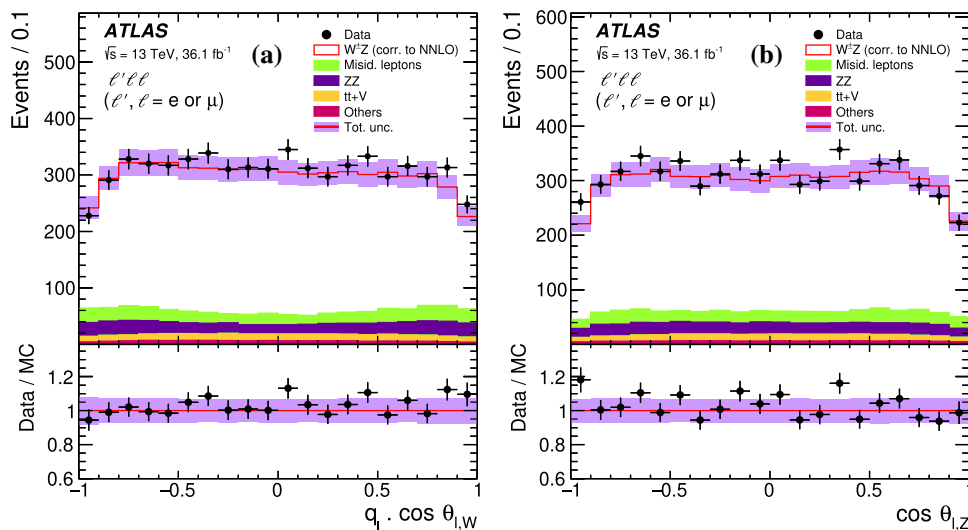 Events / 0.1
500
400
300
200
100
ATLAS
√s = 13 TeV, 36.1 fb⁻¹
(a)
ℓ'ℓℓ
(ℓ', ℓ = e or μ)
Data
W±Z (corr. to NNLO)
Misid. leptons
ZZ
tt+V
Others
Tot. unc.
Data / MC
1.2
1.0
0.8
0.6
−1 −0.5 0 0.5 1
qₗ . cos θₗ,W
Events / 0.1
600
500
400
300
200
100
ATLAS
√s = 13 TeV, 36.1 fb⁻¹
(b)
ℓ'ℓℓ
(ℓ', ℓ = e or μ)
Data
W±Z (corr. to NNLO)
Misid. leptons
ZZ
tt+V
Others
Tot. unc.
Data / MC
1.2
1.0
0.8
0.6
−1 −0.5 0 0.5 1
cos θₗ,Z